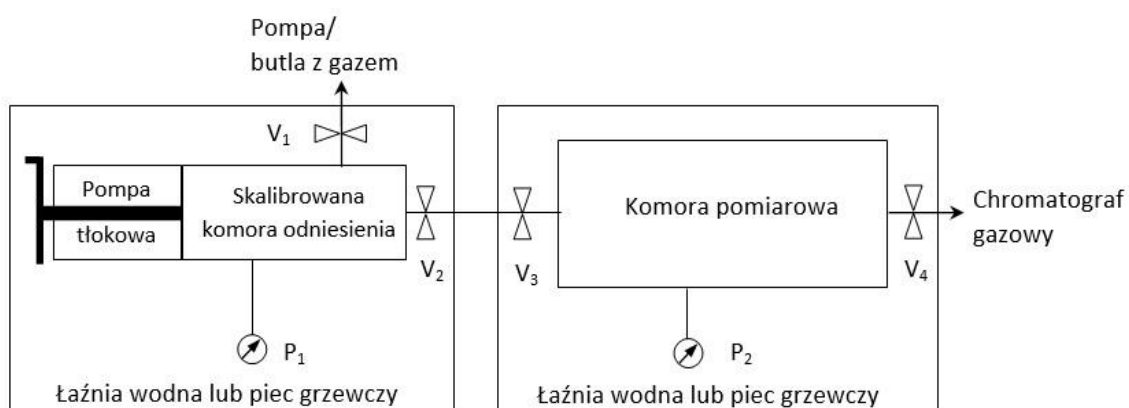 Pompa/
butla z gazem
V1
Pompa
tłokowa
Skalibrowana
komora odniesienia
V2
V3
Komora pomiarowa
V4
Chromatograf
gazowy
P1
P2
Łaźnia wodna lub piec grzewczy
Łaźnia wodna lub piec grzewczy